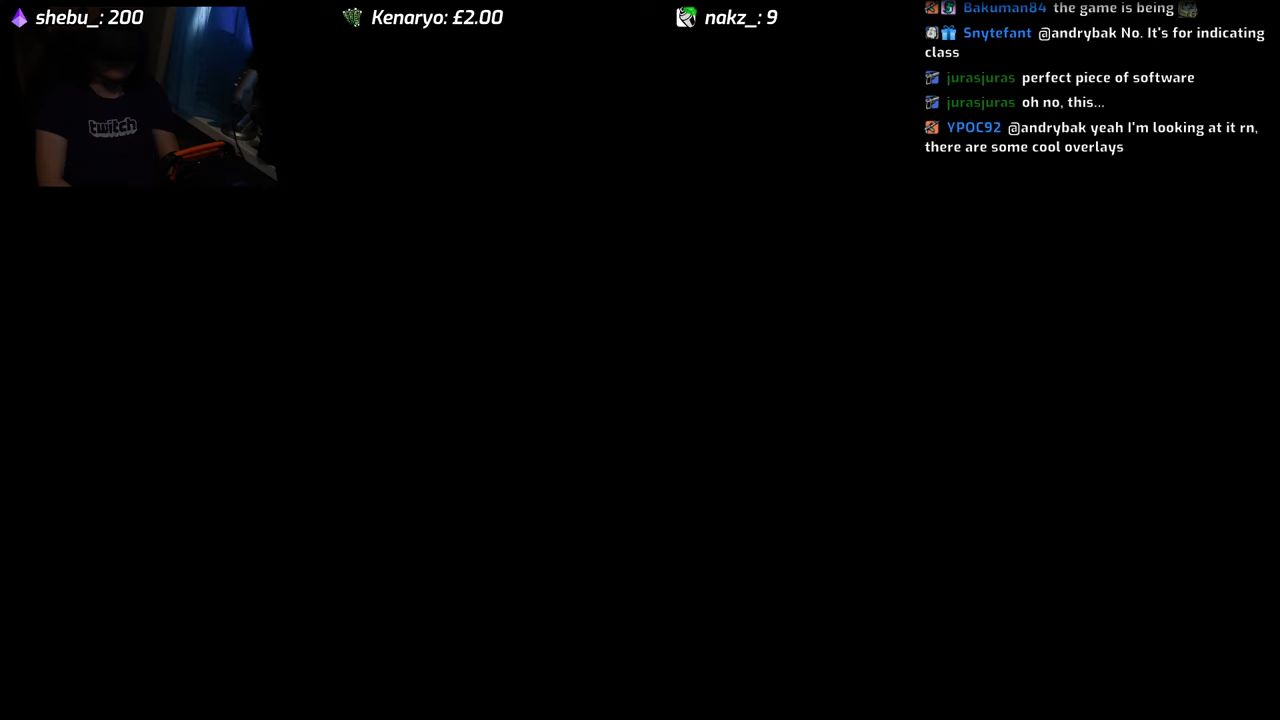 shebu_: 200
Kenaryo: £2.00
nakz_: 9
twitch
Bakuman84 the game is being
Snytefant @andrybak No. It's for indicating
class
jurasjuras perfect piece of software
jurasjuras oh no, this...
YPOC92 @andrybak yeah I'm looking at it rn,
there are some cool overlays